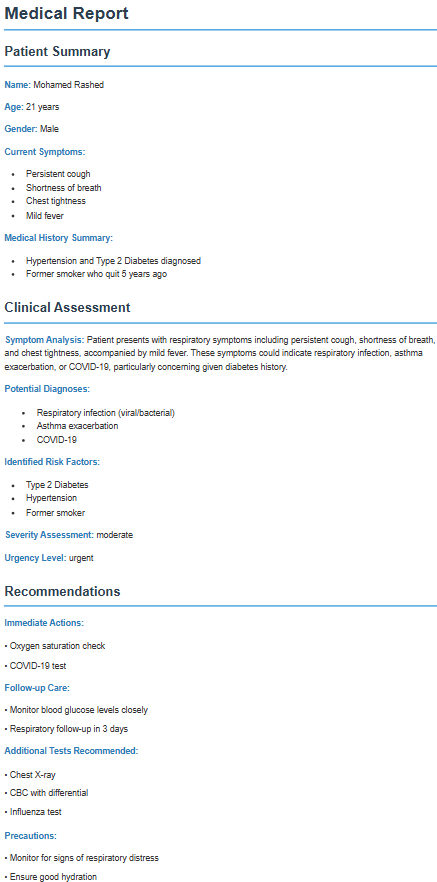 Medical Report
Patient Summary
Name: Mohamed Rashed
Age: 21 years
Gender: Male
Current Symptoms:
• Persistent cough
• Shortness of breath
• Chest tightness
• Mild fever
Medical History Summary:
• Hypertension and Type 2 Diabetes diagnosed
• Former smoker who quit 5 years ago
Clinical Assessment
Symptom Analysis: Patient presents with respiratory symptoms including persistent cough, shortness of breath,
and chest tightness, accompanied by mild fever. These symptoms could indicate respiratory infection, asthma
exacerbation, or COVID-19, particularly concerning given diabetes history.
Potential Diagnoses:
• Respiratory infection (viral/bacterial)
• Asthma exacerbation
• COVID-19
Identified Risk Factors:
• Type 2 Diabetes
• Hypertension
• Former smoker
Severity Assessment: moderate
Urgency Level: urgent
Recommendations
Immediate Actions:
• Oxygen saturation check
• COVID-19 test
Follow-up Care:
• Monitor blood glucose levels closely
• Respiratory follow-up in 3 days
Additional Tests Recommended:
• Chest X-ray
• CBC with differential
• Influenza test
Precautions:
• Monitor for signs of respiratory distress
• Ensure good hydration